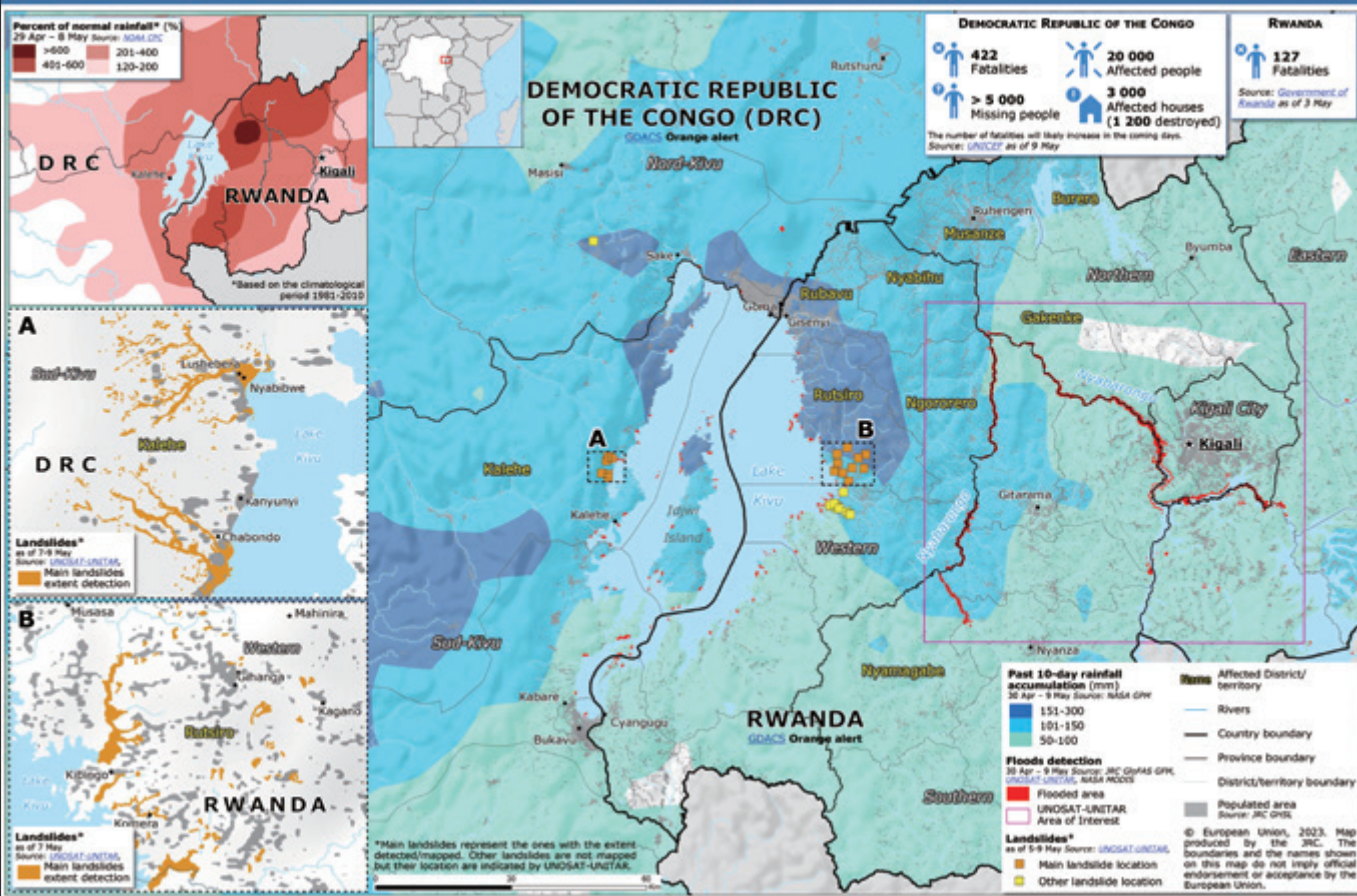 Percent of normal rainfall* (%)
29 Apr - 8 May Source: NOAA CPC
>600
201-400
401-600
120-200
DRC
Lake
Kivu
Kalehe
Kigali
RWANDA
*Based on the climatological
period 1981-2010
A
Sud-Kivu
Lushebere
Nyabibwe
Kalehe
DRC
Lake
Kivu
Kanyunyi
Chabondo
Landslides*
as of 7-9 May
Source: UNOSAT-UNITAR,
Main landslides
extent detection
B
Musasa
Mahinira
Western
Gihanga
Kagano
Rutsiro
Kibingo
Lake
Kivu
RWANDA
Landslides*
as of 7 May
Source: UNOSAT-UNITAR,
Main landslides
extent detection
DEMOCRATIC REPUBLIC
OF THE CONGO (DRC)
GDACS Orange alert
Nord-Kivu
Rutshuru
Masisi
Sake
Goma
Gisenyi
Rubavu
Nyabihu
Musanze
Ruhengeri
Burera
Byumba
Northern
Eastern
Gakenke
Rutsiro
Ngororero
Nyabarongo
Kigali City
Kigali
A
B
Kalehe
Kalehe
Lake
Kivu
Idjwi
Island
Gitarama
Nyabarongo
Western
Sud-Kivu
Nyanza
Nyamagabe
Kabare
Cyangugu
Bukavu
RWANDA
GDACS Orange alert
Southern
*Main landslides represent the ones with the extent
detected/mapped. Other landslides are not mapped
but their location are indicated by UNOSAT-UNITAR.
0
30
60
Km
DEMOCRATIC REPUBLIC OF THE CONGO
422
Fatalities
20 000
Affected people
> 5 000
Missing people
3 000
Affected houses
(1 200 destroyed)
The number of fatalities will likely increase in the coming days.
Source: UNICEF as of 9 May
RWANDA
127
Fatalities
Source: Government of
Rwanda as of 3 May
Past 10-day rainfall
accumulation (mm)
30 Apr - 9 May Source: NASA GPM
151-300
101-150
50-100
Floods detection
30 Apr - 9 May Source: JRC GloFAS GFM,
UNOSAT-UNITAR, NASA MODIS
Flooded area
UNOSAT-UNITAR
Area of Interest
Landslides*
as of 5-9 May Source: UNOSAT-UNITAR,
Main landslide location
Other landslide location
Name
Affected District/
territory
Rivers
Country boundary
Province boundary
District/territory boundary
Populated area
Source: JRC GHSL
© European Union, 2023. Map
produced by the JRC. The
boundaries and the names shown
on this map do not imply official
endorsement or acceptance by the
European Union.